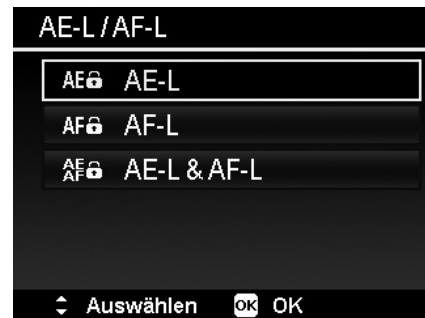 AE-L / AF-L
AE AE-L
AF AF-L
AE AF AE-L & AF-L
Auswählen OK OK